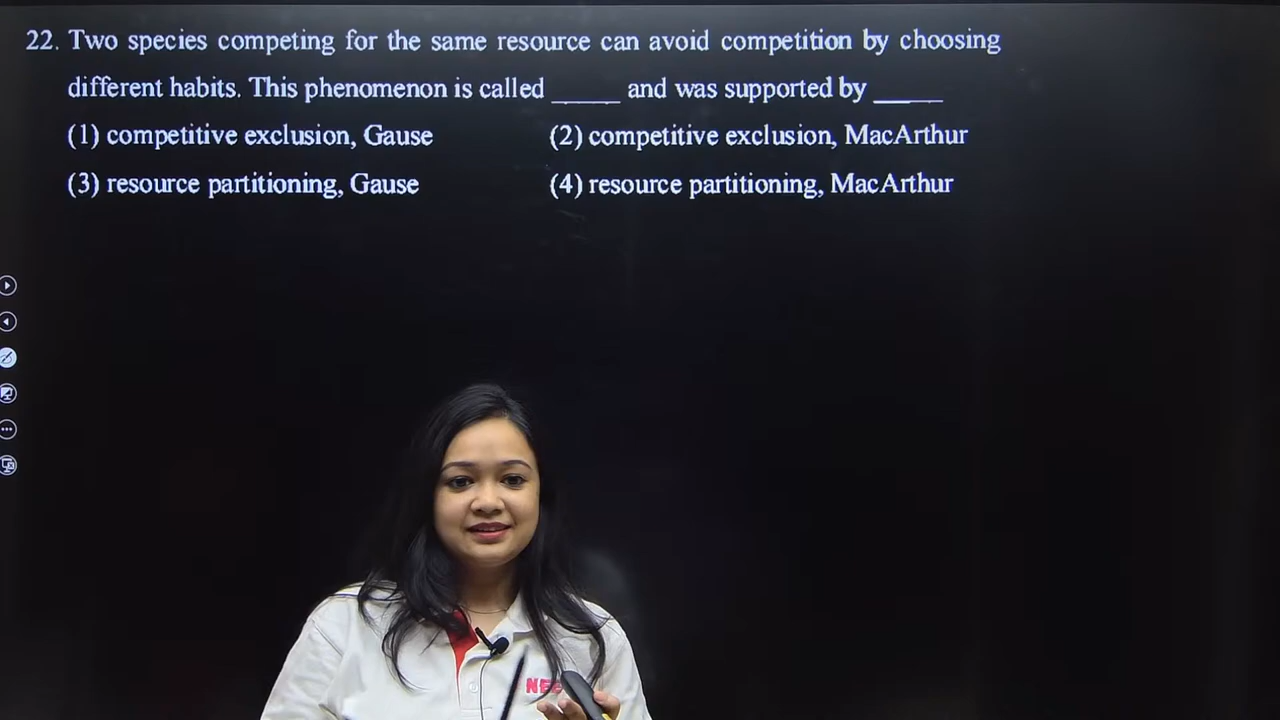 22. Two species competing for the same resource can avoid competition by choosing
different habits. This phenomenon is called _____ and was supported by _____
(1) competitive exclusion, Gause (2) competitive exclusion, MacArthur
(3) resource partitioning, Gause (4) resource partitioning, MacArthur